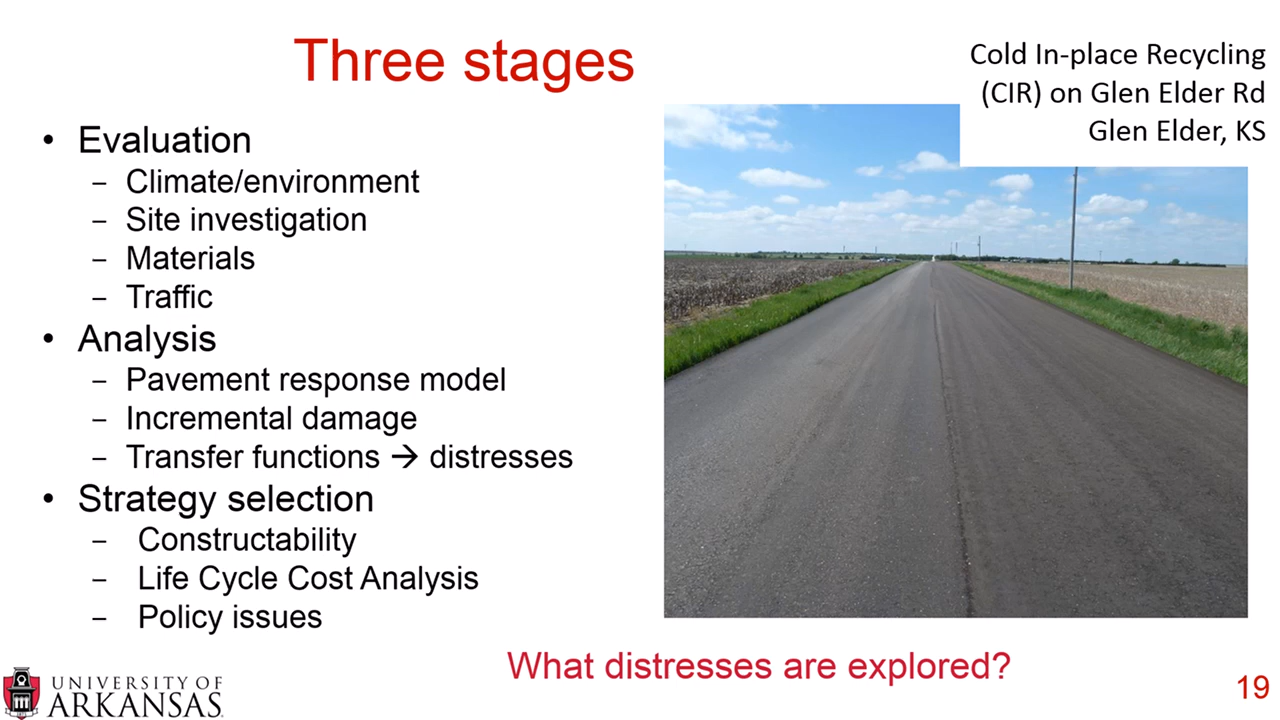 Three stages
Cold In-place Recycling
(CIR) on Glen Elder Rd
Glen Elder, KS
• Evaluation
– Climate/environment
– Site investigation
– Materials
– Traffic
• Analysis
– Pavement response model
– Incremental damage
– Transfer functions → distresses
• Strategy selection
– Constructability
– Life Cycle Cost Analysis
– Policy issues
What distresses are explored?
UNIVERSITY OF
ARKANSAS
19